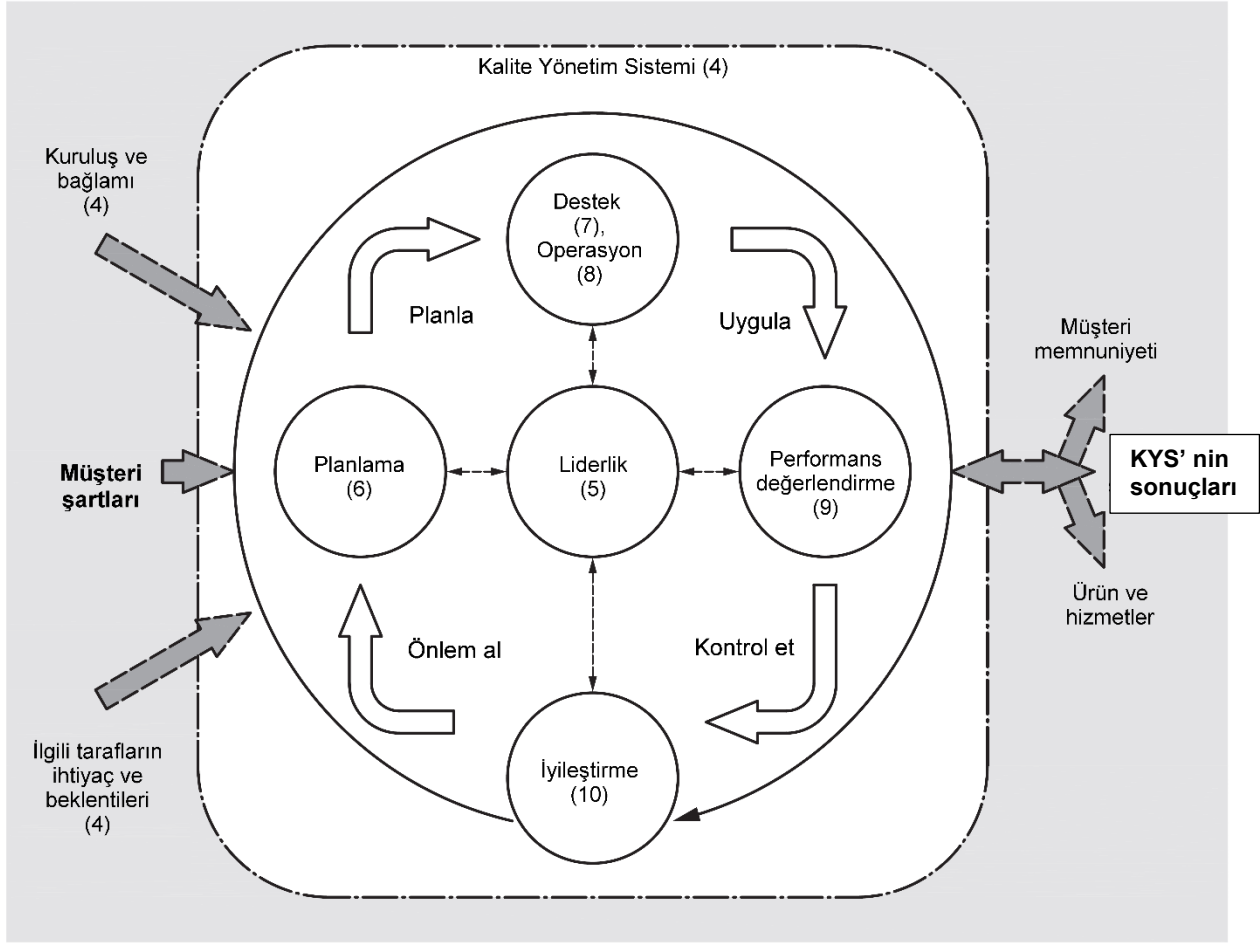 Kalite Yönetim Sistemi (4)
Kuruluş ve
bağlamı
(4)
Destek
(7),
Operasyon
(8)
Planla
Uygula
Müşteri
memnuniyeti
Müşteri
şartları
Planlama
(6)
Liderlik
(5)
Performans
değerlendirme
(9)
KYS’ nin
sonuçları
Ürün ve
hizmetler
Önlem al
Kontrol et
İlgili tarafların
ihtiyaç ve
beklentileri
(4)
İyileştirme
(10)